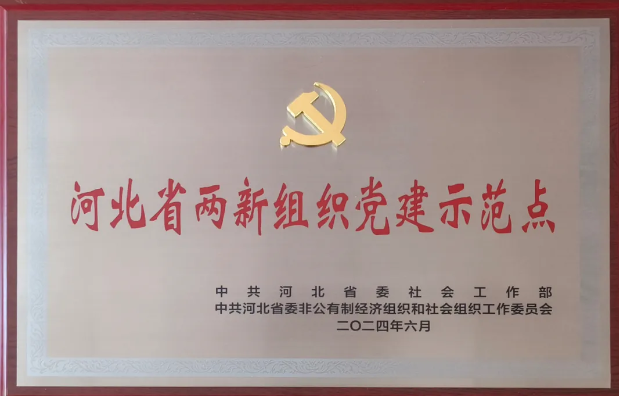 河北省两新组织党建示范点
中共河北省委社会工作部
中共河北省委非公有制经济组织和社会组织工作委员会
二〇二四年六月